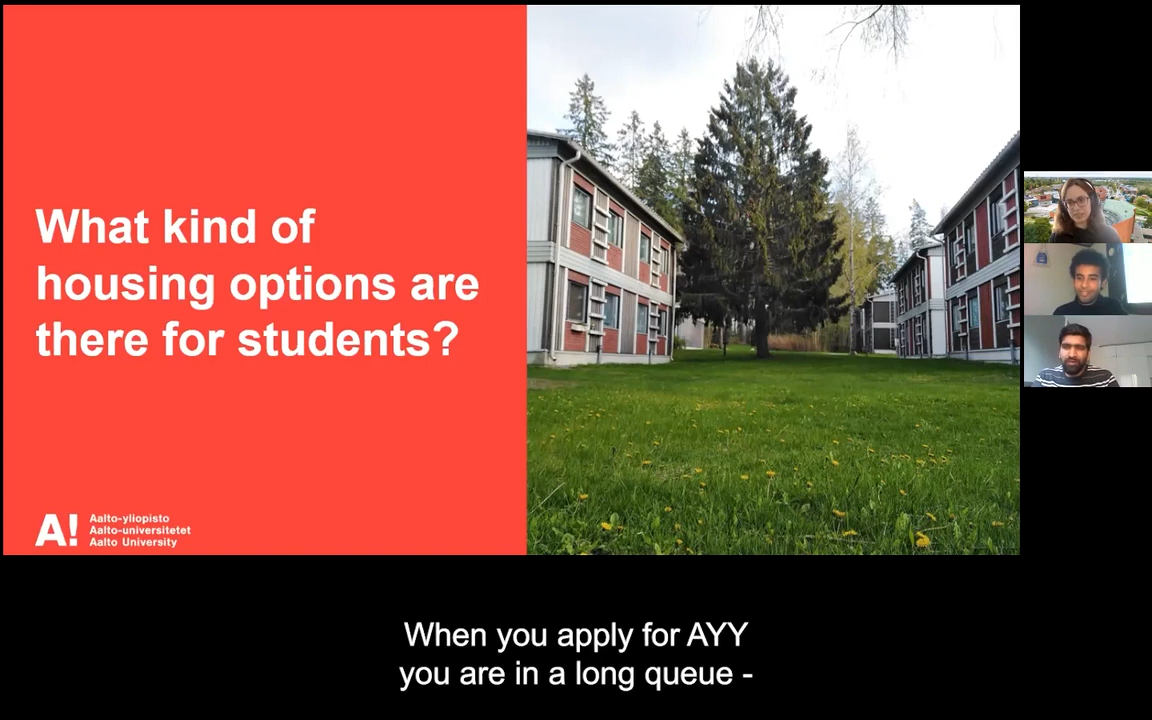 What kind of
housing options are
there for students?
A!
Aalto-yliopisto
Aalto-universitetet
Aalto University
When you apply for AYY
you are in a long queue -